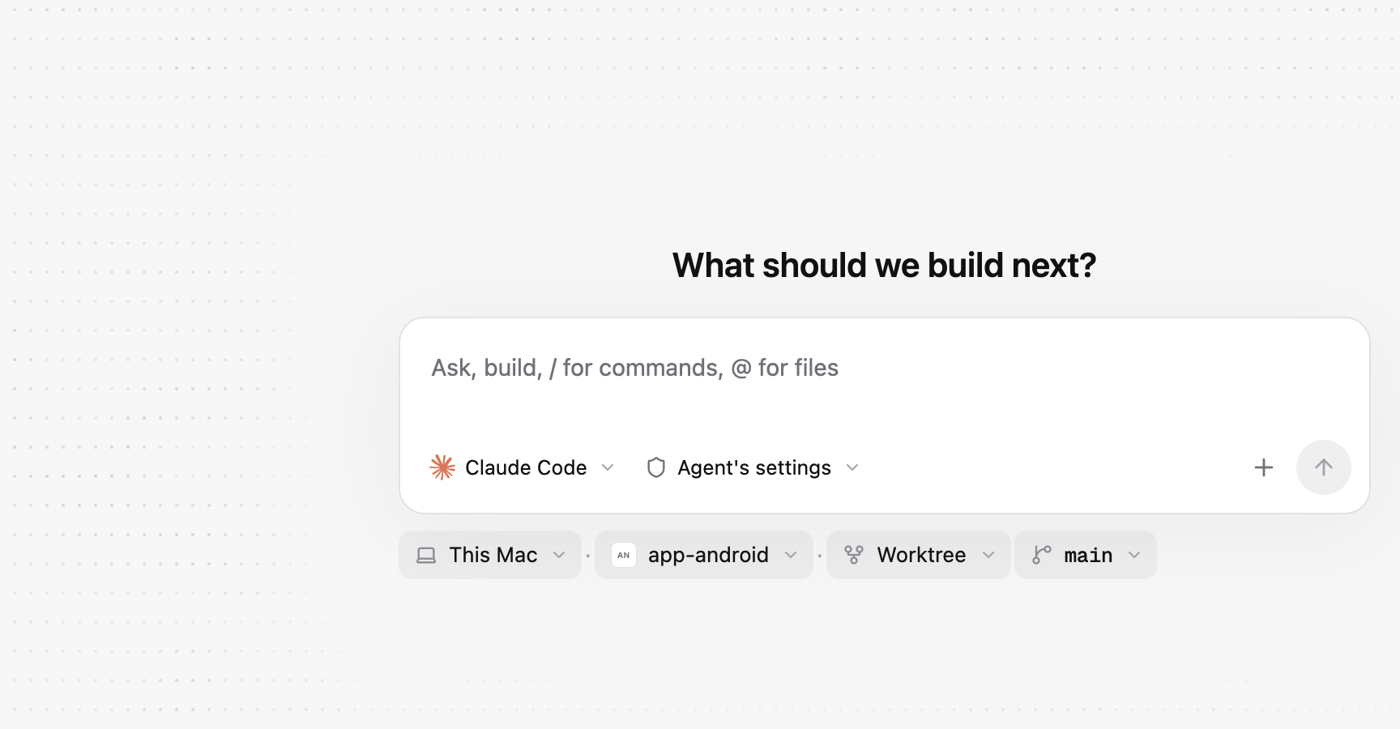 What should we build next?
Ask, build, / for commands, @ for files
Claude Code Agent's settings
This Mac · AN app-android · Worktree main